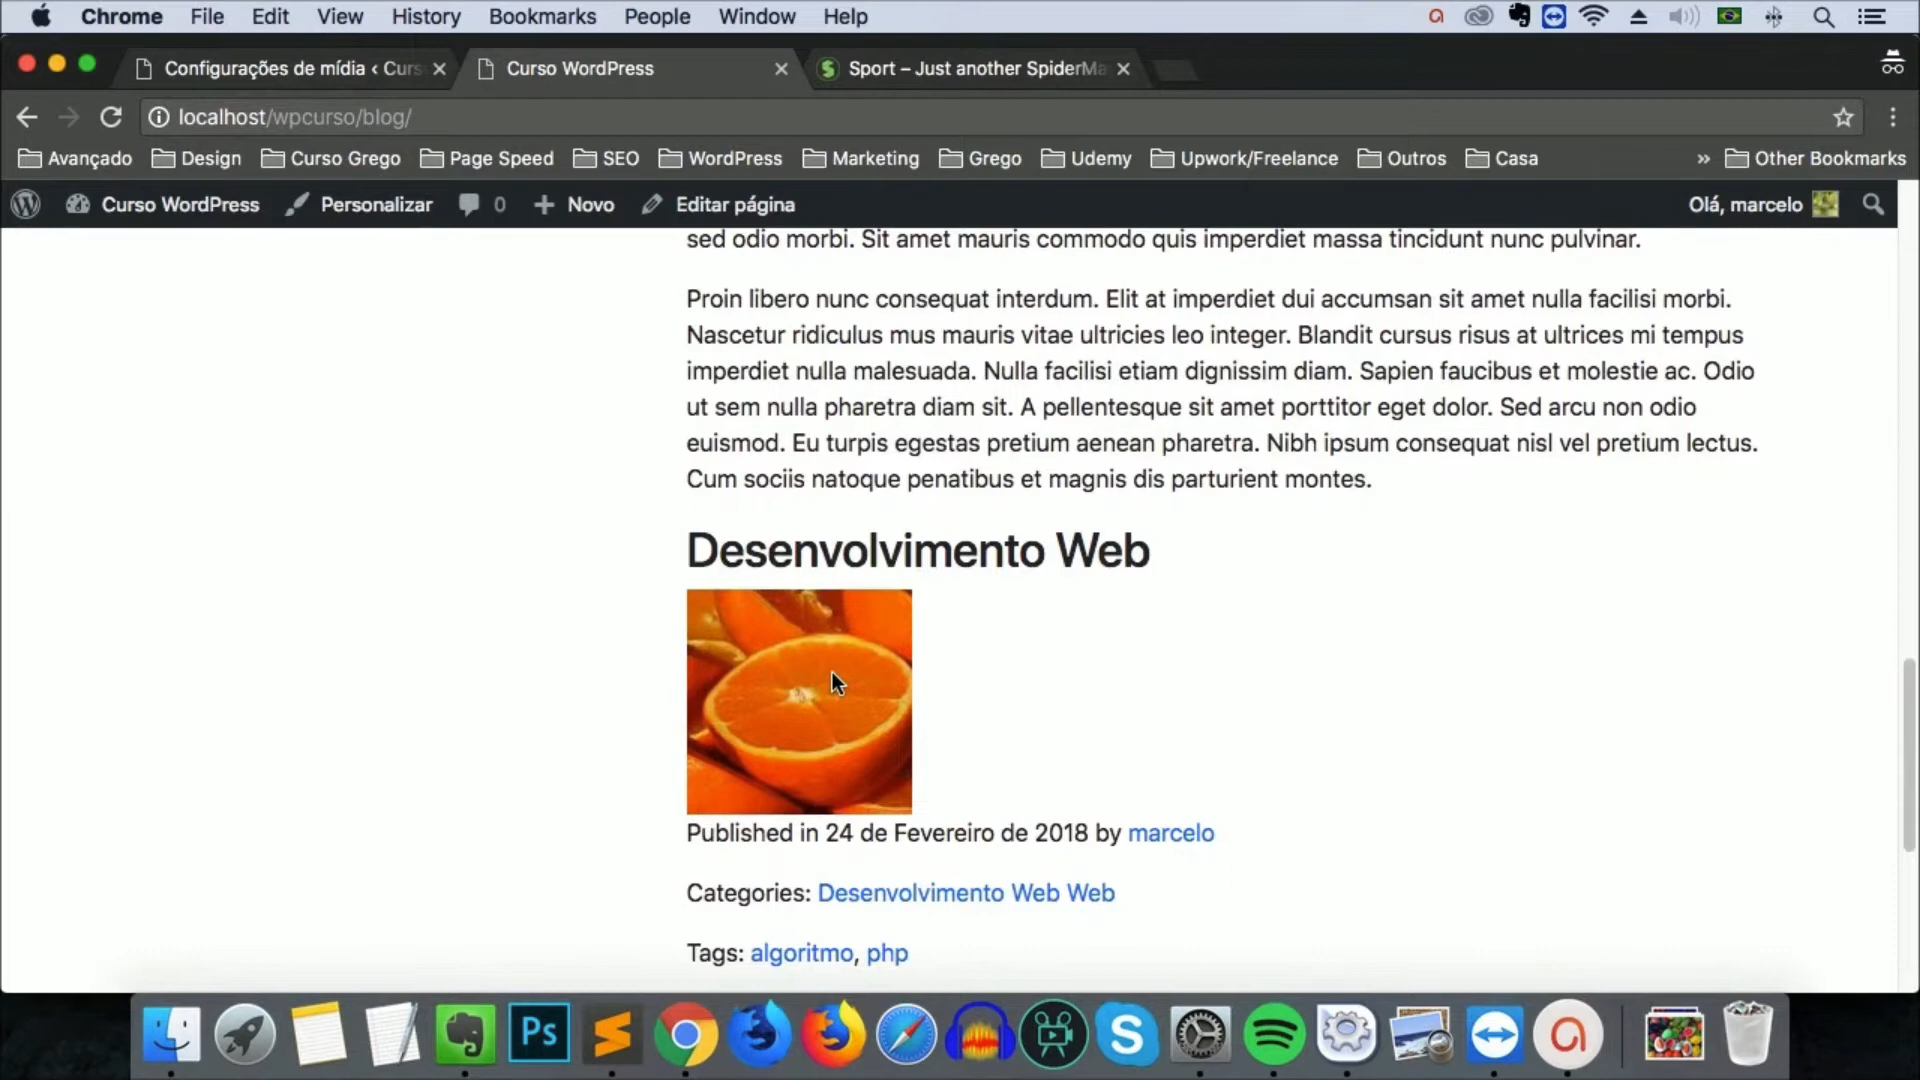 Chrome File Edit View History Bookmarks People Window Help
Configurações de mídia ‹ Curs
Curso WordPress
Sport – Just another SpiderMa
localhost/wpcurso/blog/
Avançado Design Curso Grego Page Speed SEO WordPress Marketing Grego Udemy Upwork/Freelance Outros Casa » Other Bookmarks
Curso WordPress Personalizar 0 Novo Editar página Olá, marcelo
sed odio morbi. Sit amet mauris commodo quis imperdiet massa tincidunt nunc pulvinar.
Proin libero nunc consequat interdum. Elit at imperdiet dui accumsan sit amet nulla facilisi morbi.
Nascetur ridiculus mus mauris vitae ultricies leo integer. Blandit cursus risus at ultrices mi tempus
imperdiet nulla malesuada. Nulla facilisi etiam dignissim diam. Sapien faucibus et molestie ac. Odio
ut sem nulla pharetra diam sit. A pellentesque sit amet porttitor eget dolor. Sed arcu non odio
euismod. Eu turpis egestas pretium aenean pharetra. Nibh ipsum consequat nisl vel pretium lectus.
Cum sociis natoque penatibus et magnis dis parturient montes.
Desenvolvimento Web
Published in 24 de Fevereiro de 2018 by marcelo
Categories: Desenvolvimento Web Web
Tags: algoritmo, php
Ps